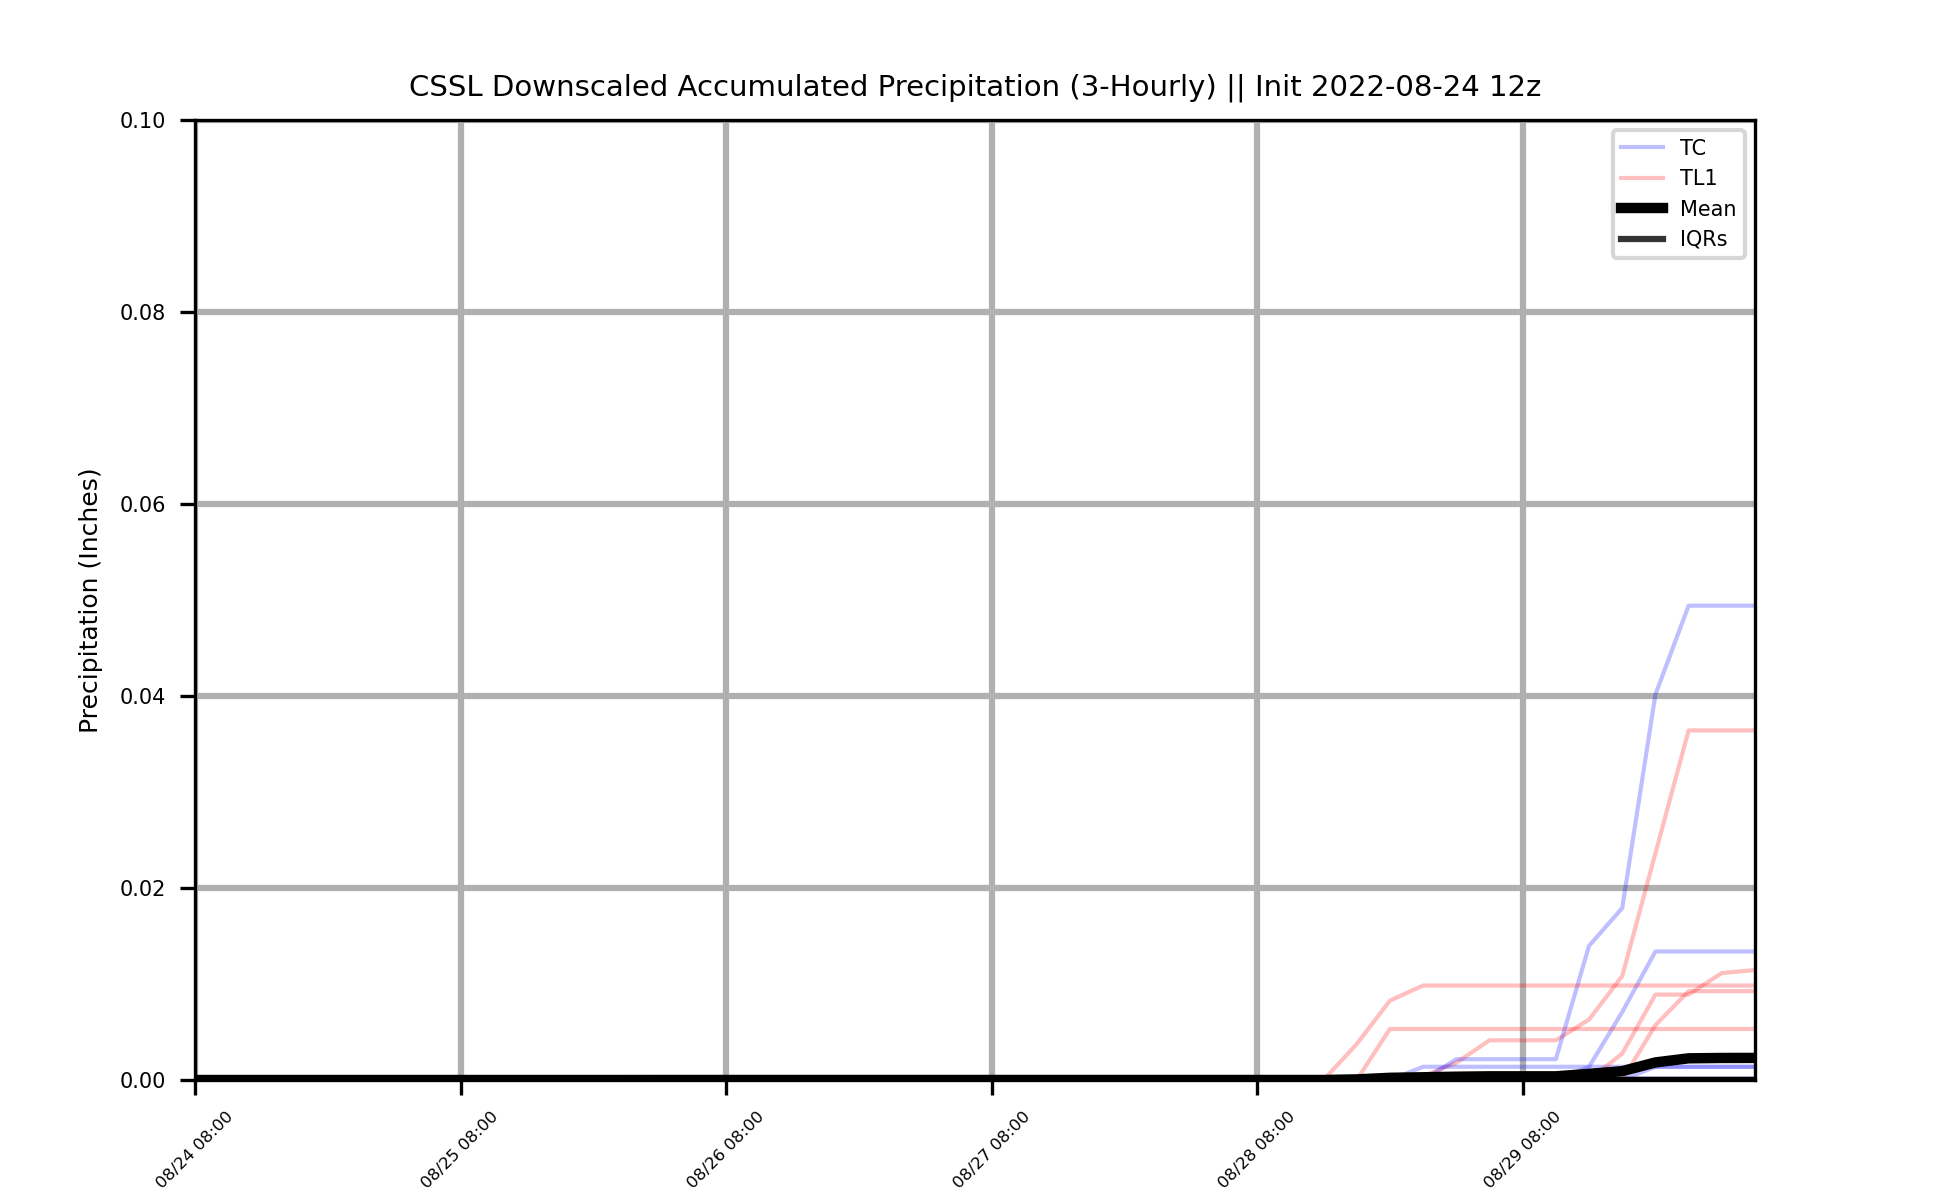 CSSL Downscaled Accumulated Precipitation (3-Hourly) || Init 2022-08-24 12z
TC
TL1
Mean
IQRs
Precipitation (Inches)
0.10
0.08
0.06
0.04
0.02
0.00
08/24 08:00
08/25 08:00
08/26 08:00
08/27 08:00
08/28 08:00
08/29 08:00